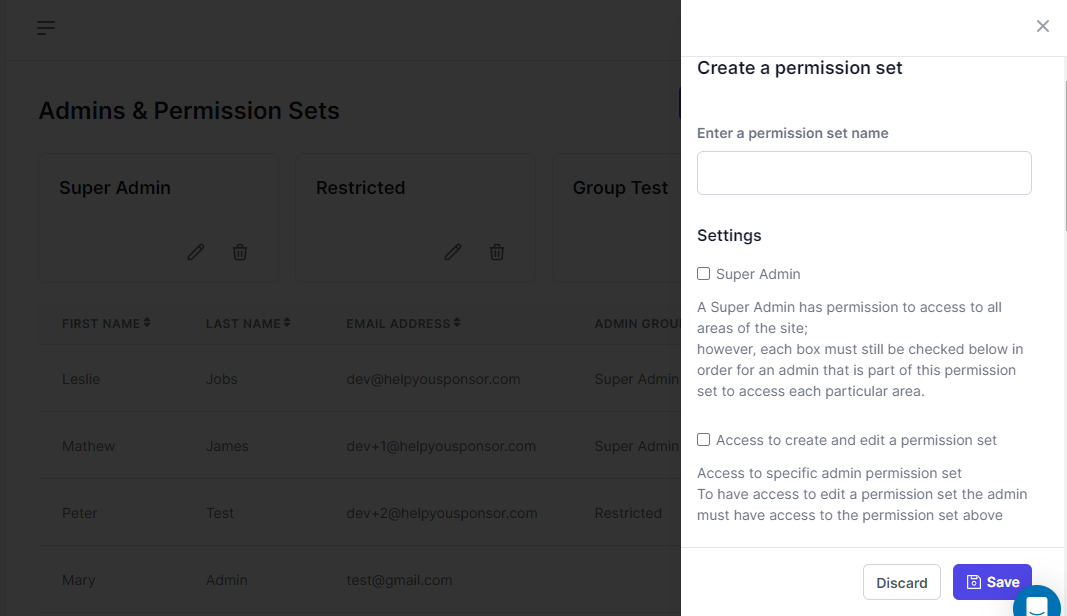 Create a permission set
Admins & Permission Sets
Enter a permission set name
Super Admin
Restricted
Group Test
Settings
Super Admin
A Super Admin has permission to access to all
areas of the site;
however, each box must still be checked below in
order for an admin that is part of this permission
set to access each particular area.
FIRST NAME LAST NAME EMAIL ADDRESS ADMIN GROU
Leslie Jobs dev@helpyousponsor.com Super Admin
Mathew James dev+1@helpyousponsor.com Super Admin
Peter Test dev+2@helpyousponsor.com Restricted
Mary Admin test@gmail.com
Access to create and edit a permission set
Access to specific admin permission set
To have access to edit a permission set the admin
must have access to the permission set above
Discard
Save